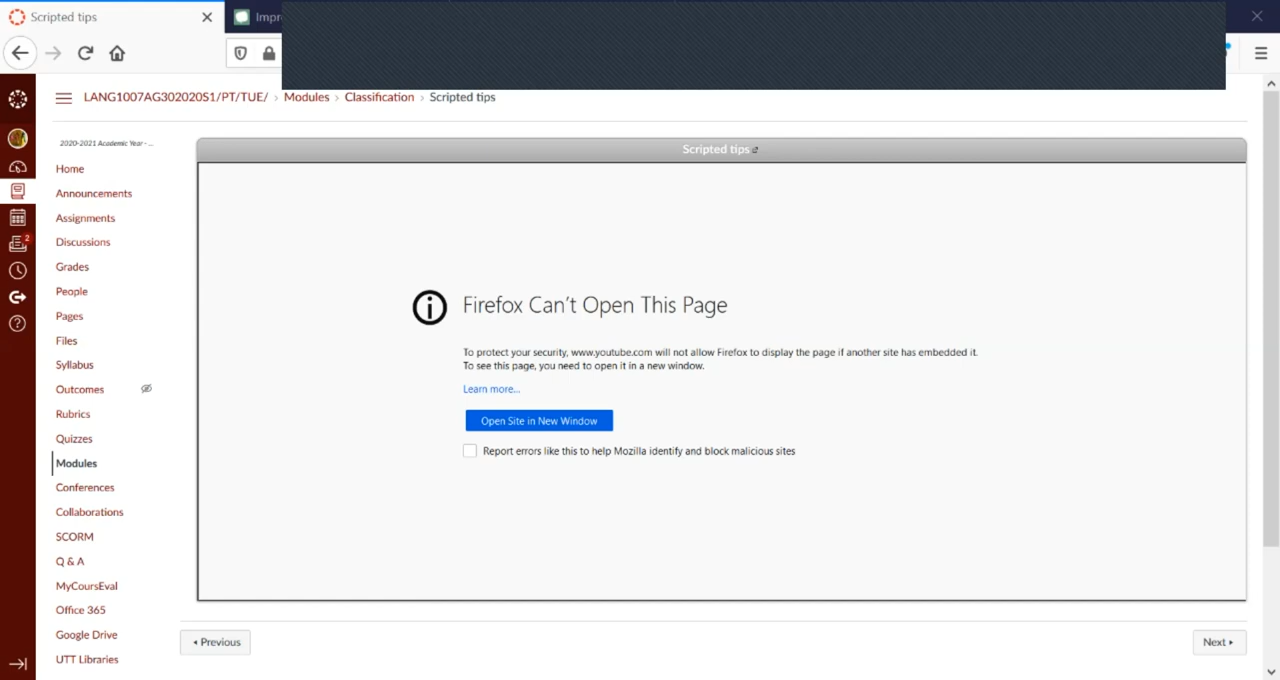 Scripted tips
Impr
LANG1007AG302020S1/PT/TUE/ › Modules › Classification › Scripted tips
2020-2021 Academic Year - ...
Home
Announcements
Assignments
Discussions
Grades
People
Pages
Files
Syllabus
Outcomes
Rubrics
Quizzes
Modules
Conferences
Collaborations
SCORM
Q & A
MyCoursEval
Office 365
Google Drive
UTT Libraries
2
Scripted tips
Firefox Can't Open This Page
To protect your security, www.youtube.com will not allow Firefox to display the page if another site has embedded it.
To see this page, you need to open it in a new window.
Learn more...
Open Site in New Window
Report errors like this to help Mozilla identify and block malicious sites
◂ Previous
Next ▸